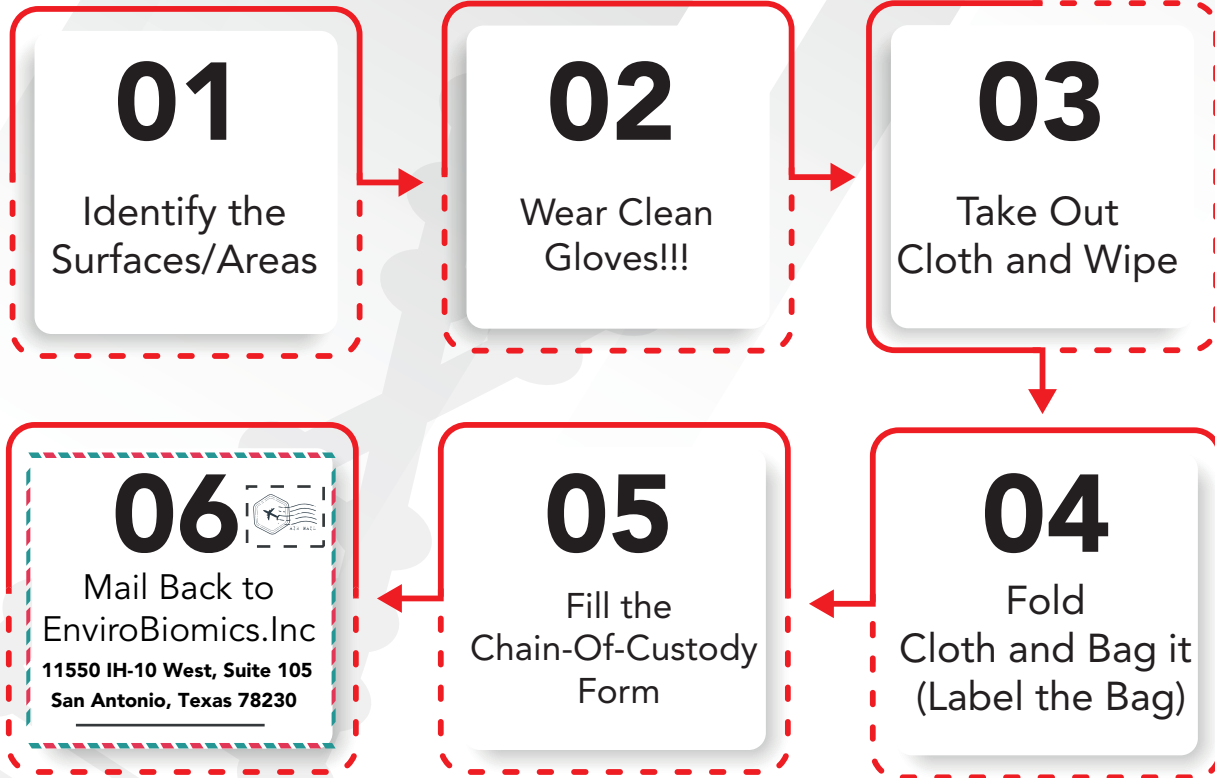 01
Identify the
Surfaces/Areas
02
Wear Clean
Gloves!!!
03
Take Out
Cloth and Wipe
04
Fold
Cloth and Bag it
(Label the Bag)
05
Fill the
Chain-Of-Custody
Form
06
AIR MAIL
Mail Back to
EnviroBiomics.Inc
11550 IH-10 West, Suite 105
San Antonio, Texas 78230